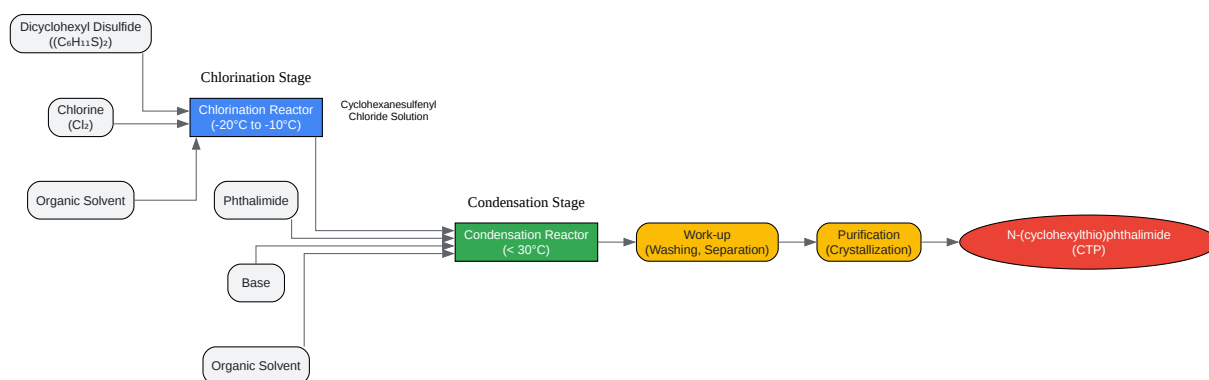 Dicyclohexyl Disulfide
((C₆H₁₁S)₂)
Chlorination Stage
Chlorine
(Cl₂)
Chlorination Reactor
(-20°C to -10°C)
Cyclohexanesulfenyl
Chloride Solution
Organic Solvent
Phthalimide
Condensation Stage
Condensation Reactor
(< 30°C)
Work-up
(Washing, Separation)
Purification
(Crystallization)
N-(cyclohexylthio)phthalimide
(CTP)
Base
Organic Solvent